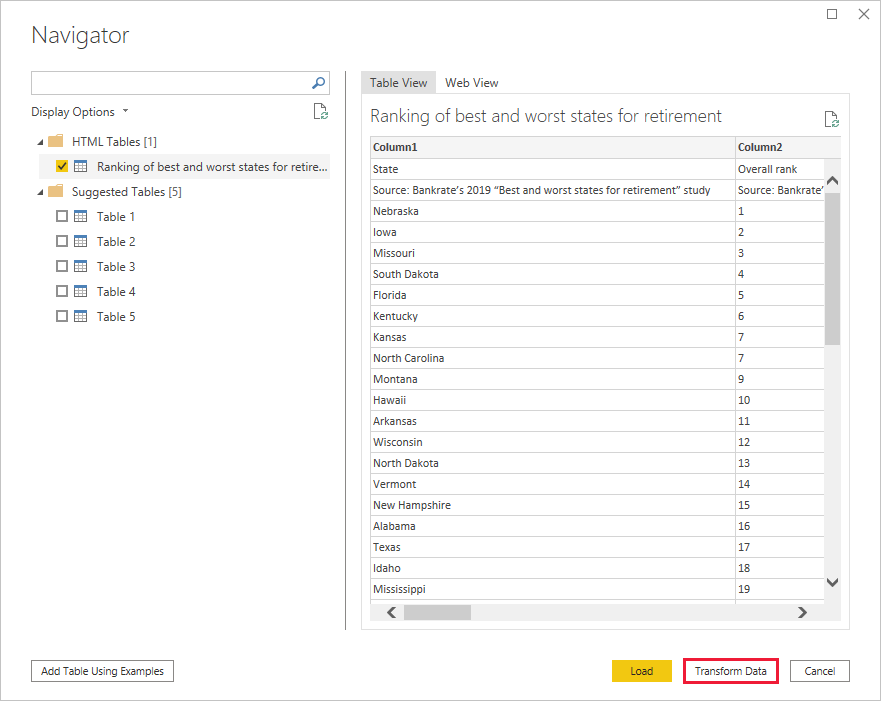 Navigator
Display Options
HTML Tables [1]
Ranking of best and worst states for retire...
Suggested Tables [5]
Table 1
Table 2
Table 3
Table 4
Table 5
Table View Web View
Ranking of best and worst states for retirement
Column1 Column2
State Overall rank
Source: Bankrate’s 2019 “Best and worst states for retirement” study Source: Bankrate’
Nebraska 1
Iowa 2
Missouri 3
South Dakota 4
Florida 5
Kentucky 6
Kansas 7
North Carolina 7
Montana 9
Hawaii 10
Arkansas 11
Wisconsin 12
North Dakota 13
Vermont 14
New Hampshire 15
Alabama 16
Texas 17
Idaho 18
Mississippi 19
Add Table Using Examples Load Transform Data Cancel